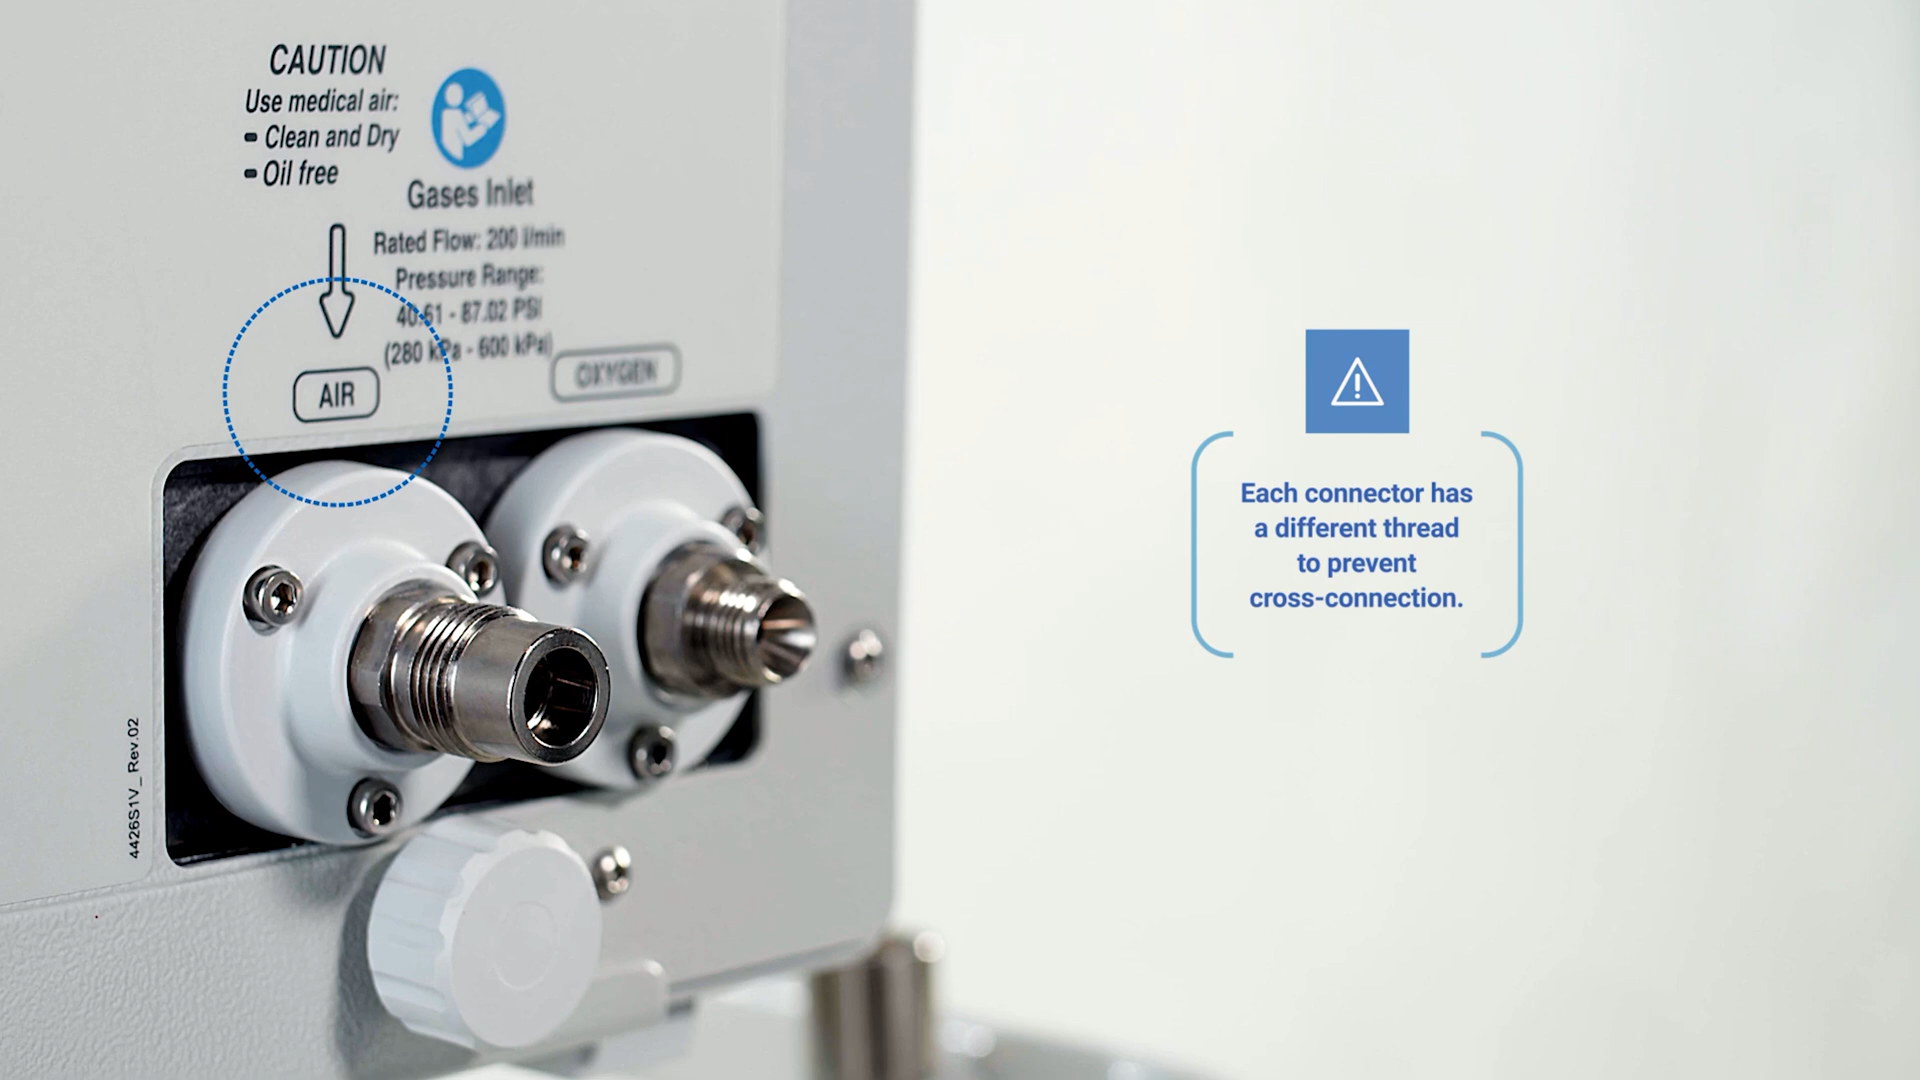 CAUTION
Use medical air:
- Clean and Dry
- Oil free
Gases Inlet
Rated Flow: 200 l/min
Pressure Range:
40.61 - 87.02 PSI
(280 kPa - 600 kPa)
AIR
OXYGEN
4426S1V_ Rev.02
Each connector has
a different thread
to prevent
cross-connection.